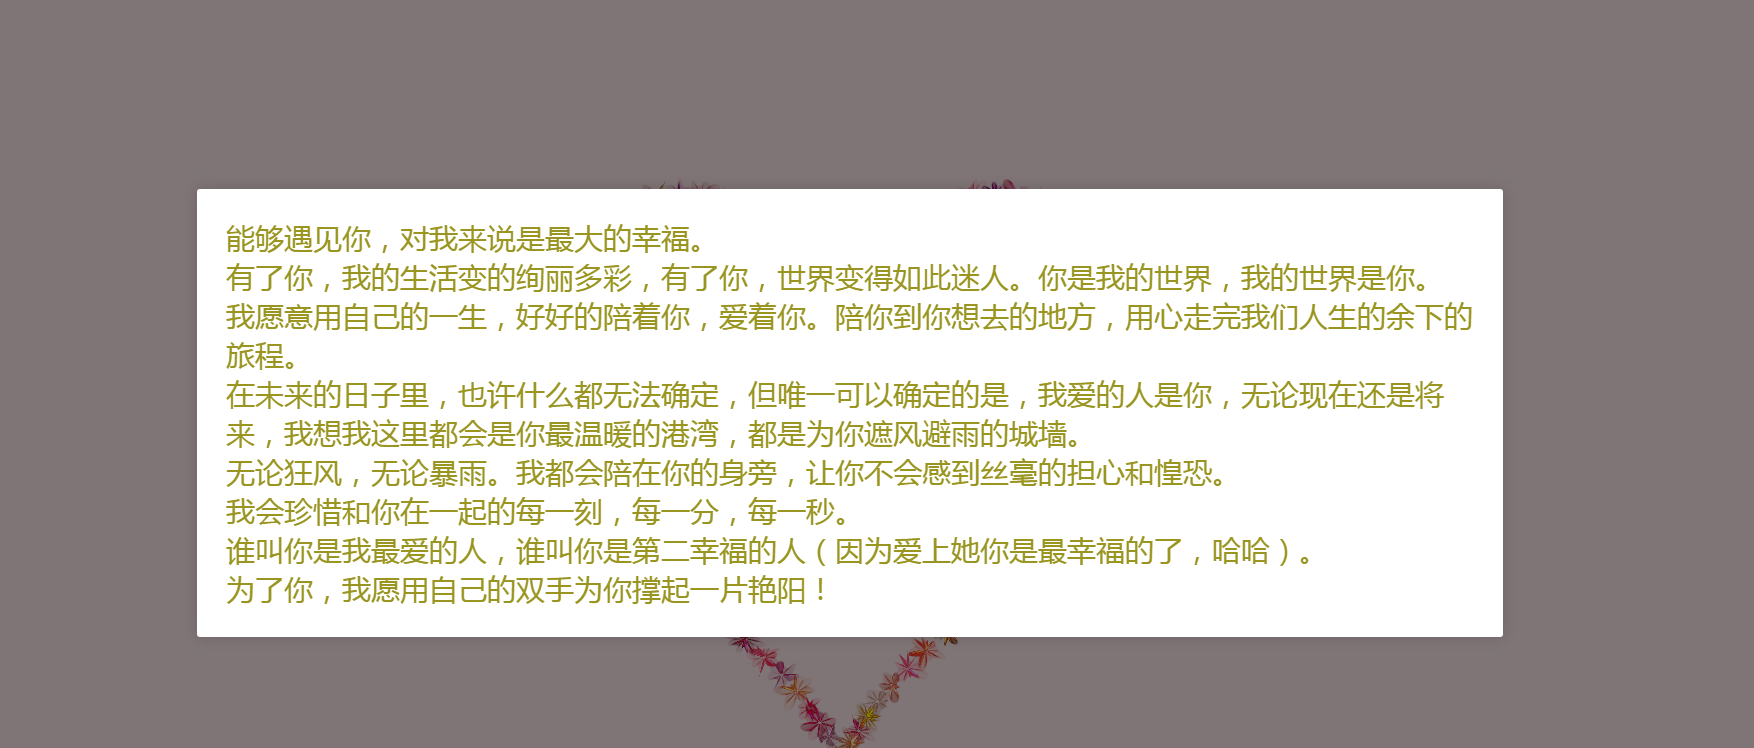 能够遇见你，对我来说是最大的幸福。
有了你，我的生活变的绚丽多彩，有了你，世界变得如此迷人。你是我的世界，我的世界是你。
我愿意用自己的一生，好好的陪着你，爱着你。陪你到你想去的地方，用心走完我们人生的余下的
旅程。
在未来的日子里，也许什么都无法确定，但唯一可以确定的是，我爱的人是你，无论现在还是将
来，我想我这里都会是你最温暖的港湾，都是为你遮风避雨的城墙。
无论狂风，无论暴雨。我都会陪在你的身旁，让你不会感到丝毫的担心和惶恐。
我会珍惜和你在一起的每一刻，每一分，每一秒。
谁叫你是我最爱的人，谁叫你是第二幸福的人（因为爱上她你是最幸福的了，哈哈）。
为了你，我愿用自己的双手为你撑起一片艳阳！